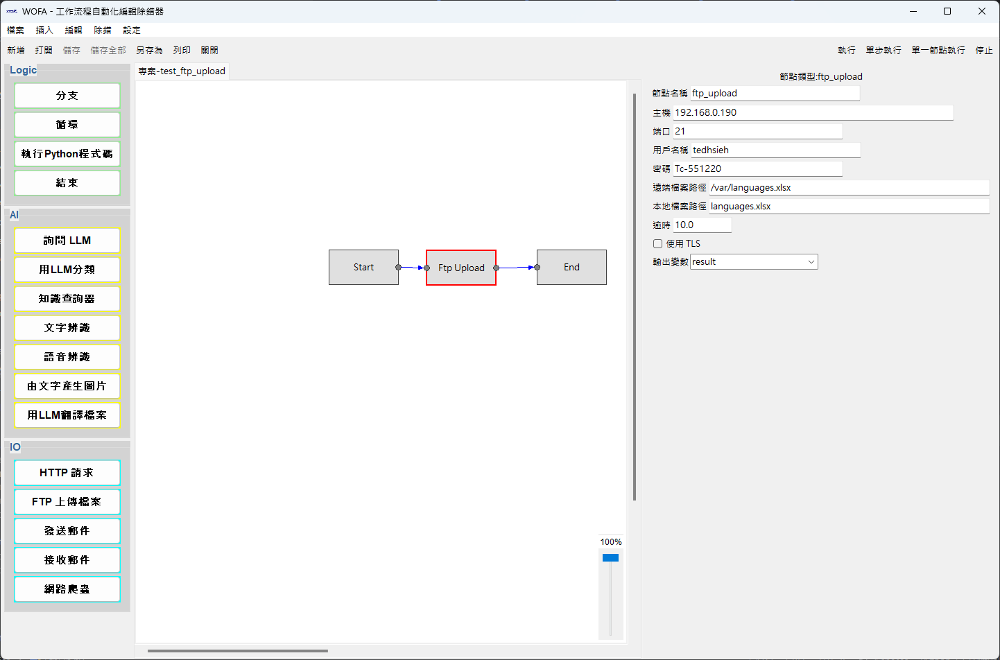 WOFA - 工作流程自動化編輯除錯器
檔案 插入 編輯 除錯 設定
新增 打開 儲存 儲存全部 另存為 列印 關閉 執行 單步執行 單一節點執行 停止
Logic
分支
循環
執行Python程式碼
結束
AI
詢問 LLM
用LLM分類
知識查詢器
文字辨識
語音辨識
由文字產生圖片
用LLM翻譯檔案
IO
HTTP 請求
FTP 上傳檔案
發送郵件
接收郵件
網路爬蟲
專案-test_ftp_upload
Start
Ftp Upload
End
100%
節點類型:ftp_upload
節點名稱 ftp_upload
主機 192.168.0.190
端口 21
用戶名稱 tedhsieh
密碼 Tc-551220
遠端檔案路徑 /var/languages.xlsx
本地檔案路徑 languages.xlsx
逾時 10.0
使用 TLS
輸出變數 result